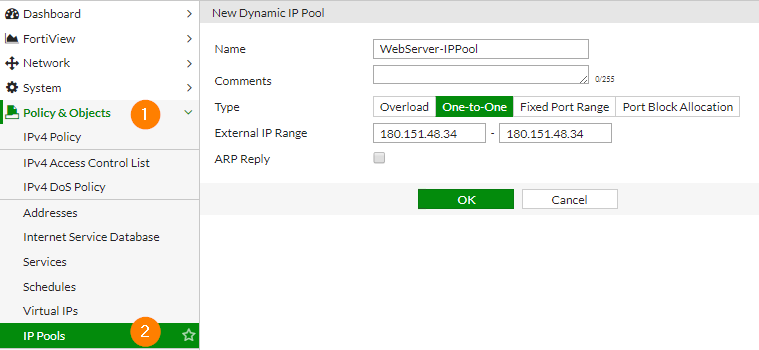 Dashboard
FortiView
Network
System
Policy & Objects 1
IPv4 Policy
IPv4 Access Control List
IPv4 DoS Policy
Addresses
Internet Service Database
Services
Schedules
Virtual IPs
IP Pools 2
New Dynamic IP Pool
Name WebServer-IPPool
Comments 0/255
Type Overload One-to-One Fixed Port Range Port Block Allocation
External IP Range 180.151.48.34 - 180.151.48.34
ARP Reply
OK Cancel